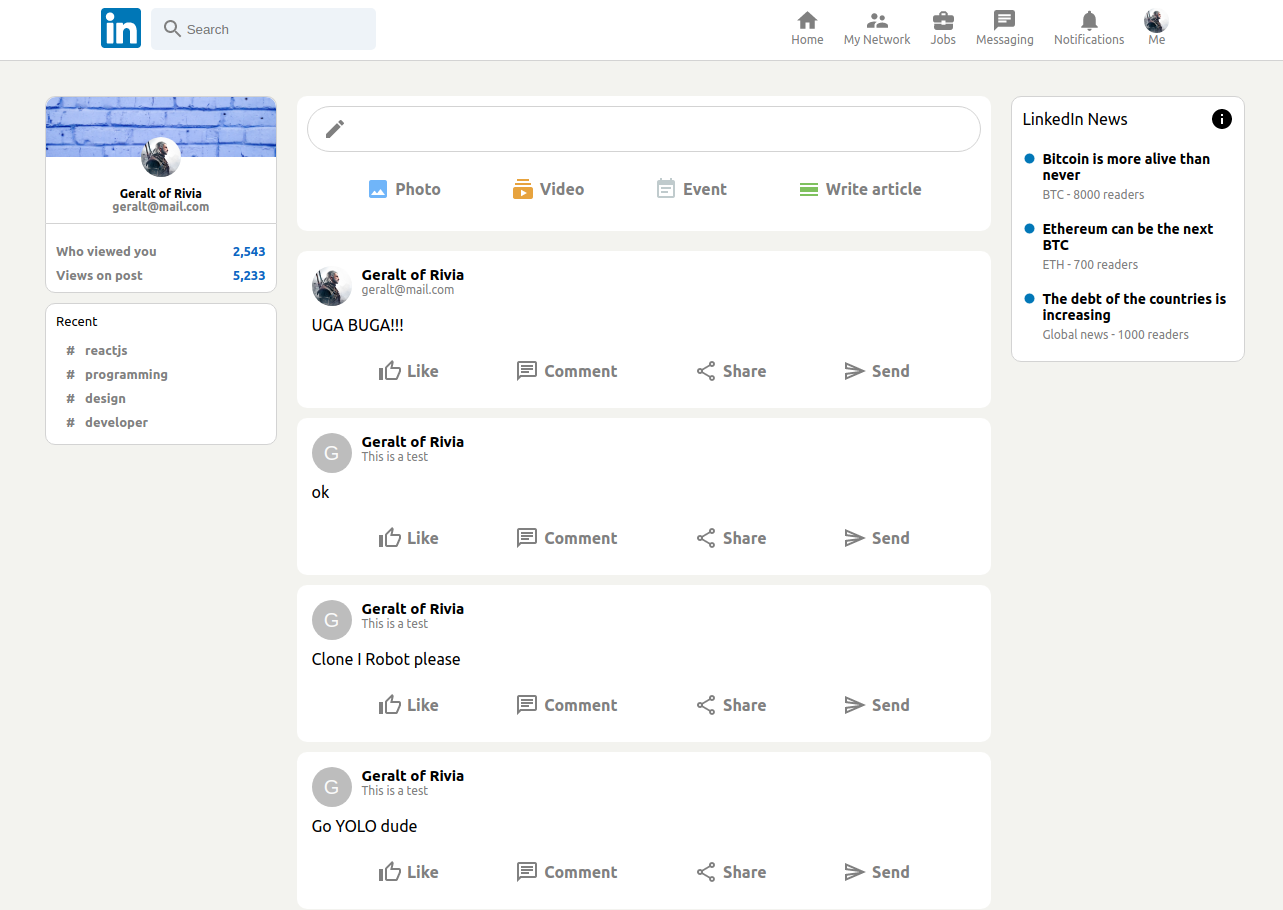 in
Search
Home
My Network
Jobs
Messaging
Notifications
Me
Geralt of Rivia
geralt@mail.com
Who viewed you 2,543
Views on post 5,233
Recent
# reactjs
# programming
# design
# developer
Photo
Video
Event
Write article
Geralt of Rivia
geralt@mail.com
UGA BUGA!!!
Like
Comment
Share
Send
G
Geralt of Rivia
This is a test
ok
Like
Comment
Share
Send
G
Geralt of Rivia
This is a test
Clone I Robot please
Like
Comment
Share
Send
G
Geralt of Rivia
This is a test
Go YOLO dude
Like
Comment
Share
Send
LinkedIn News
Bitcoin is more alive than
never
BTC - 8000 readers
Ethereum can be the next
BTC
ETH - 700 readers
The debt of the countries is
increasing
Global news - 1000 readers